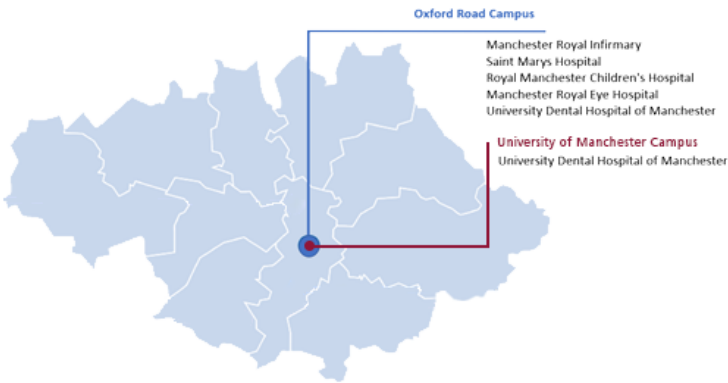 Oxford Road Campus
Manchester Royal Infirmary
Saint Marys Hospital
Royal Manchester Children's Hospital
Manchester Royal Eye Hospital
University Dental Hospital of Manchester
University of Manchester Campus
University Dental Hospital of Manchester